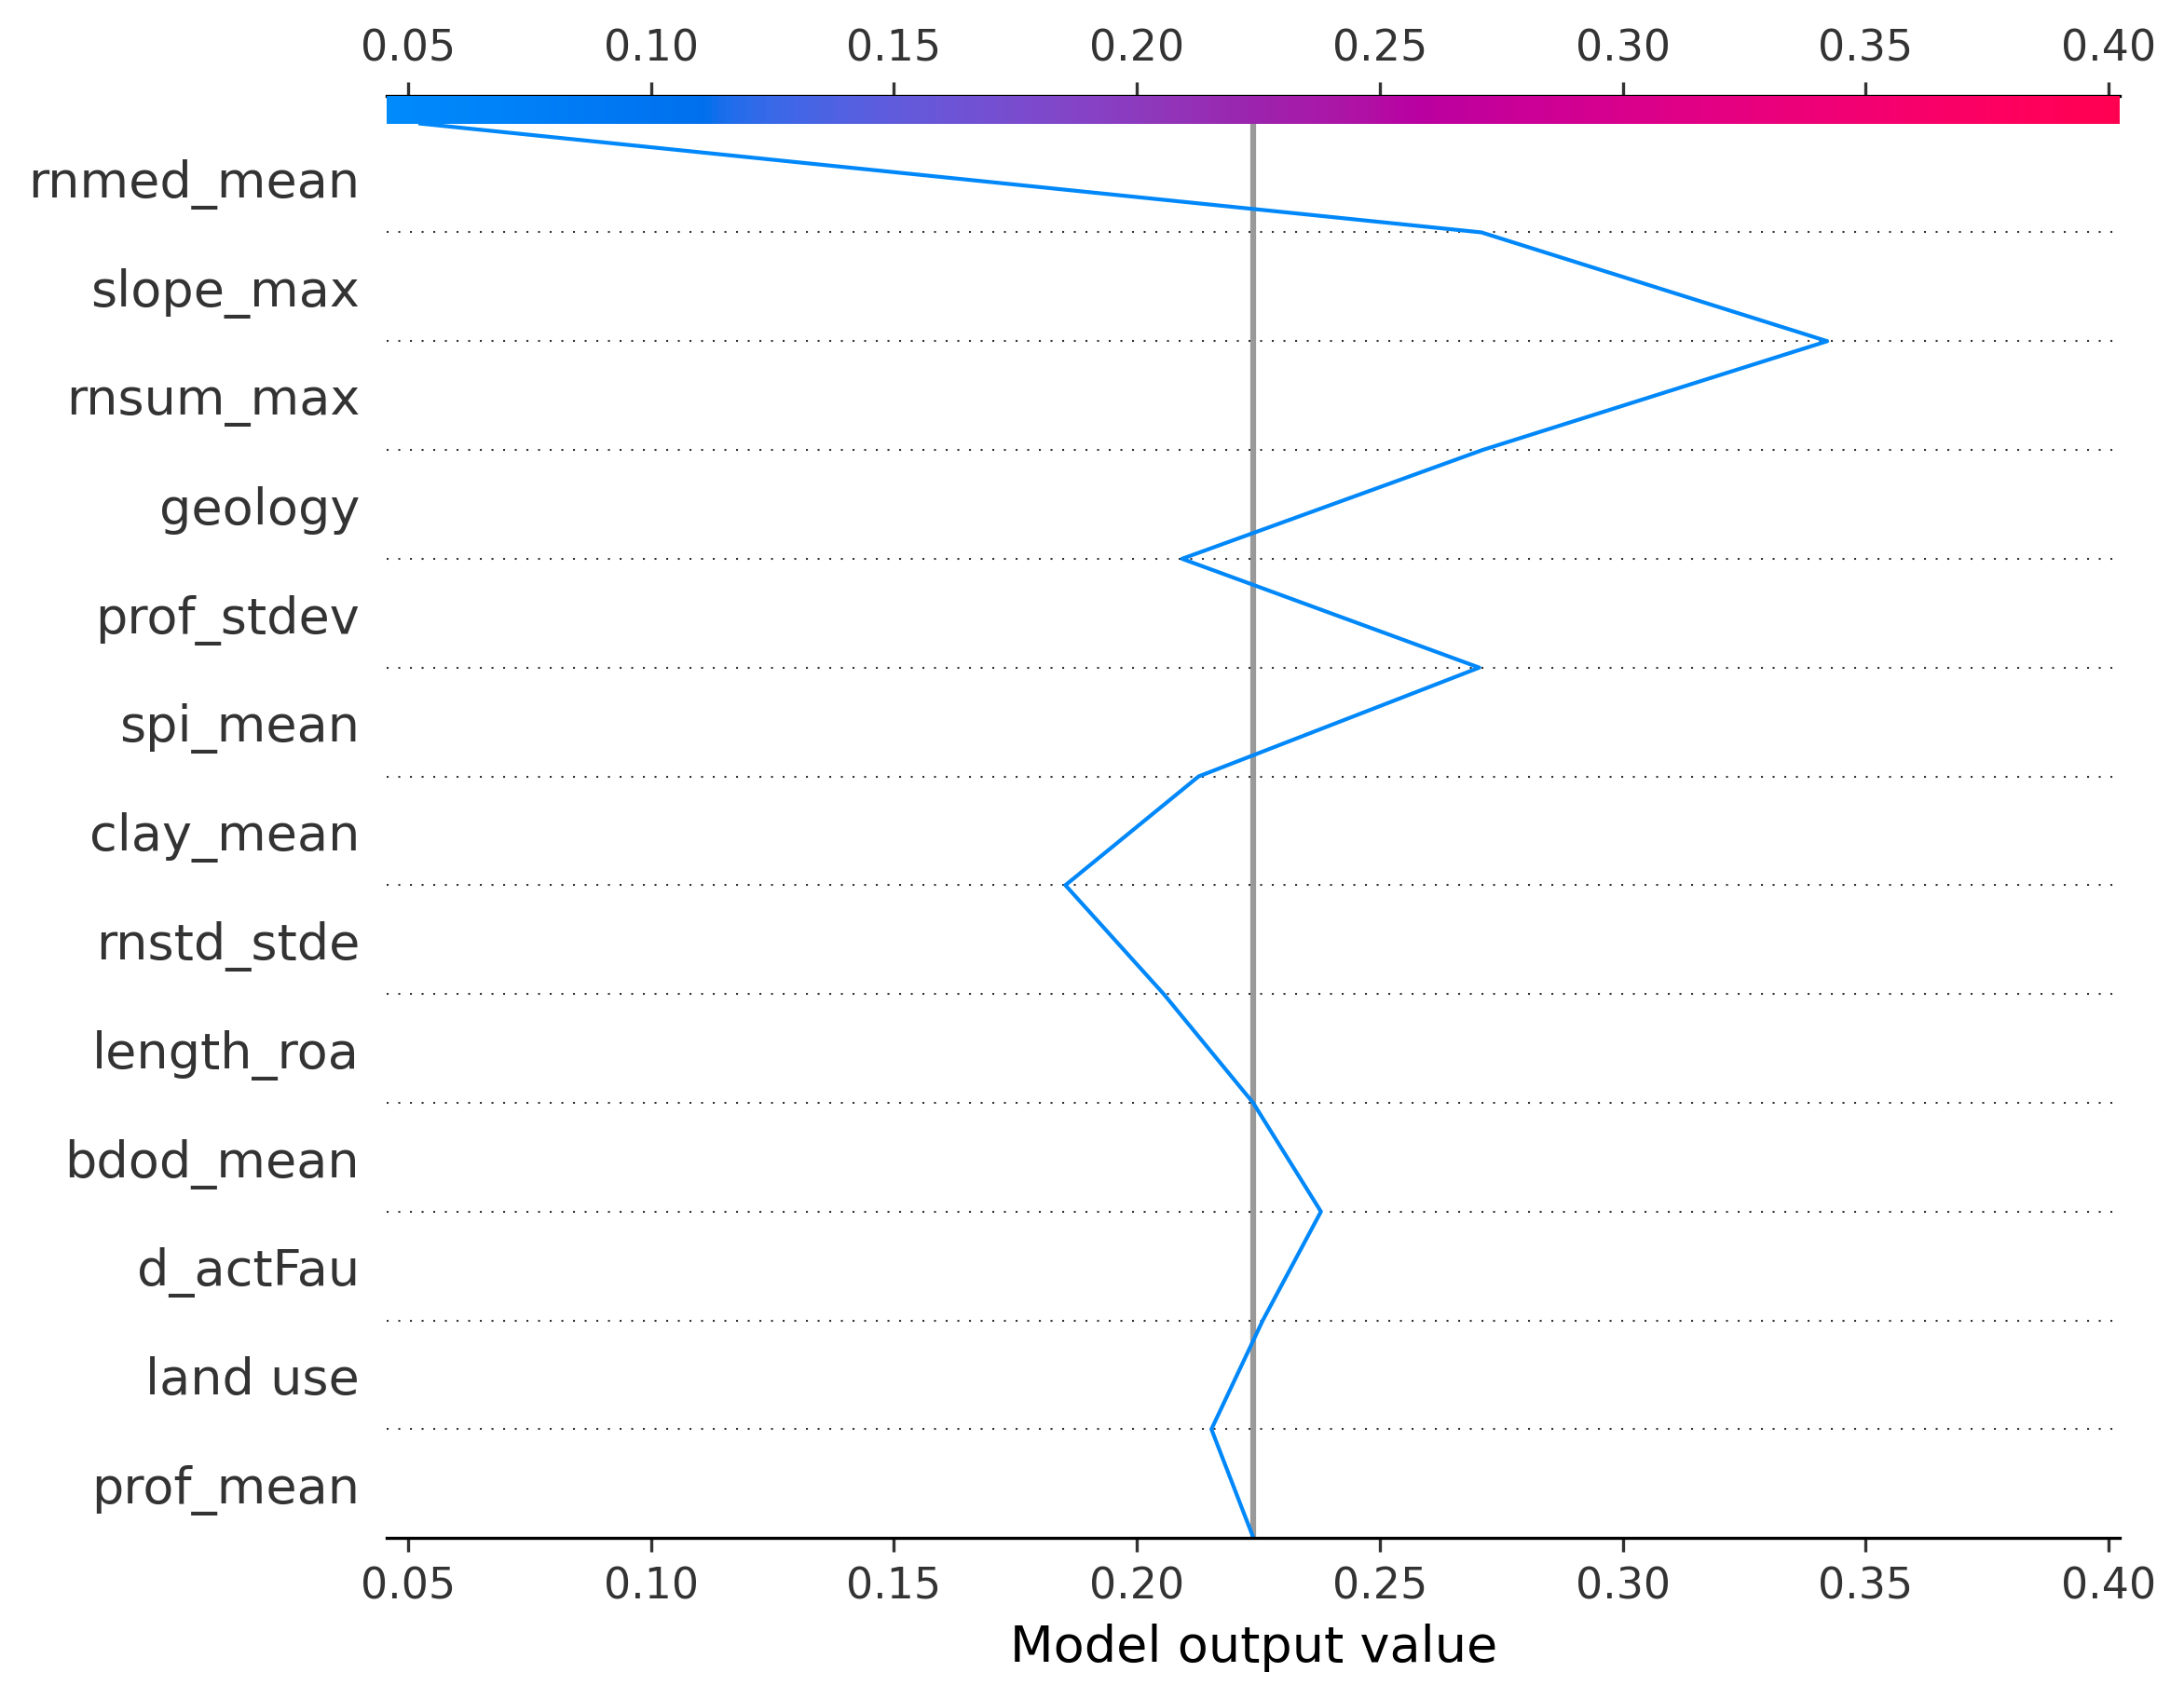 0.05 0.10 0.15 0.20 0.25 0.30 0.35 0.40
rnmed_mean
slope_max
rnsum_max
geology
prof_stdev
spi_mean
clay_mean
rnstd_stde
length_roa
bdod_mean
d_actFau
land use
prof_mean
0.05 0.10 0.15 0.20 0.25 0.30 0.35 0.40
Model output value